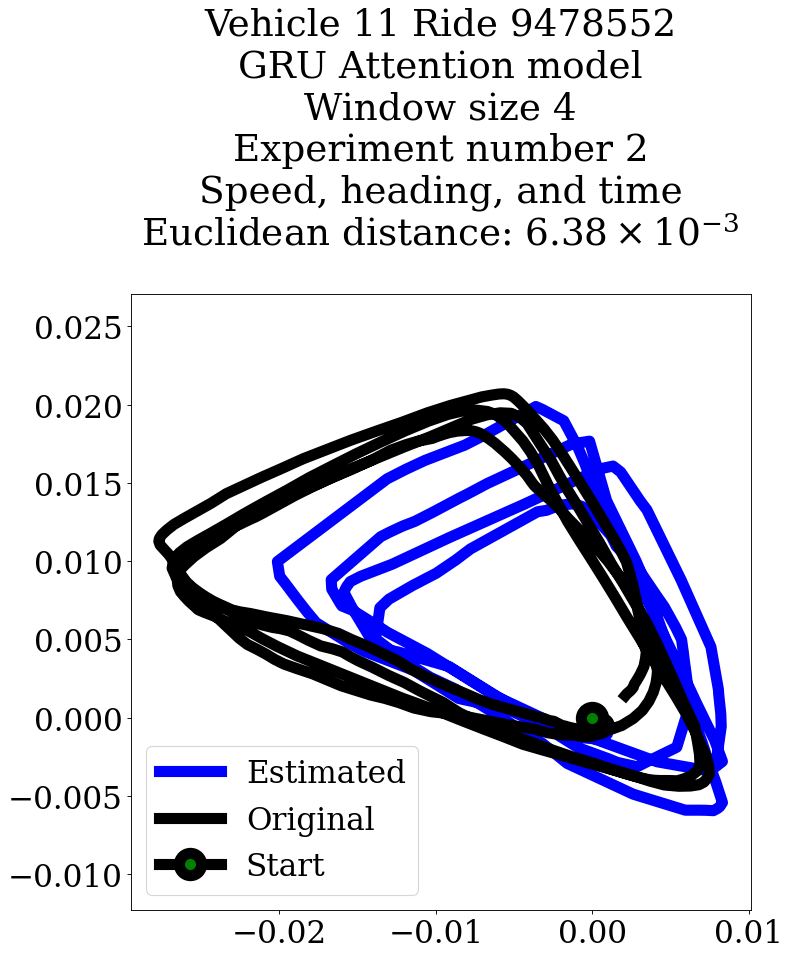 Vehicle 11 Ride 9478552
GRU Attention model
Window size 4
Experiment number 2
Speed, heading, and time
Euclidean distance: 6.38 × 10⁻³
0.025
0.020
0.015
0.010
0.005
0.000
−0.005
−0.010
Estimated
Original
Start
−0.02
−0.01
0.00
0.01